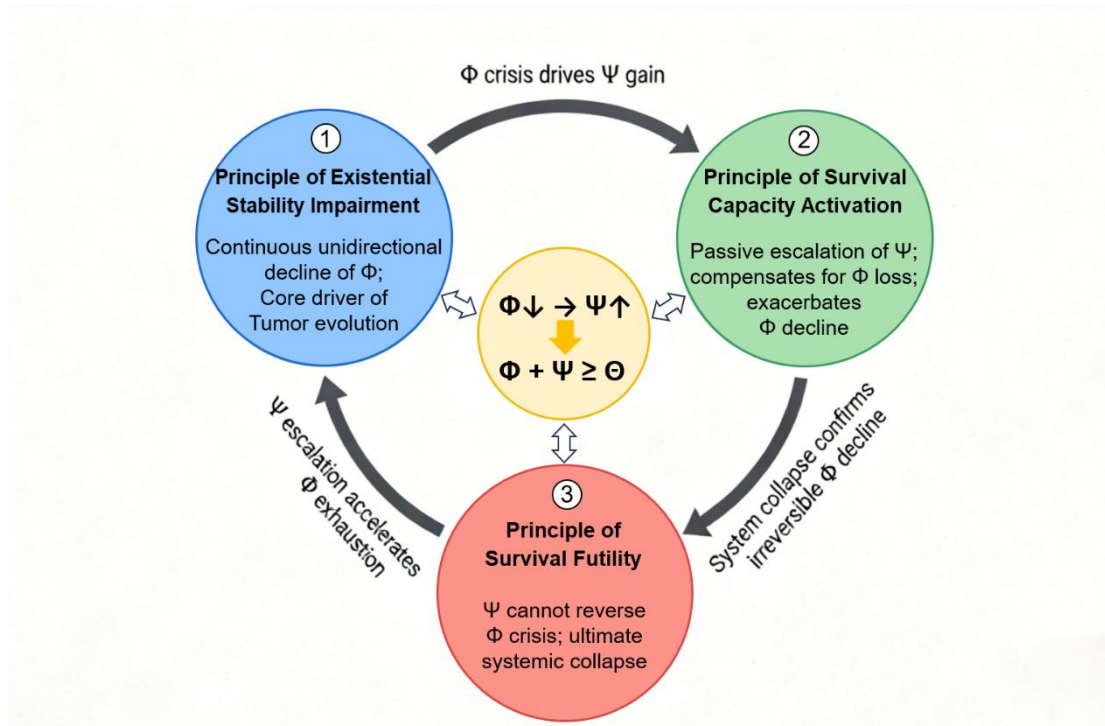 Φ crisis drives Ψ gain
①
Principle of Existential
Stability Impairment
Continuous unidirectional
decline of Φ;
Core driver of
Tumor evolution
②
Principle of Survival
Capacity Activation
Passive escalation of Ψ;
compensates for Φ loss;
exacerbates
Φ decline
Φ↓ → Ψ↑
Φ + Ψ ≥ Θ
Ψ escalation accelerates
Φ exhaustion
System collapse confirms
irreversible Φ decline
③
Principle of
Survival Futility
Ψ cannot reverse
Φ crisis; ultimate
systemic collapse